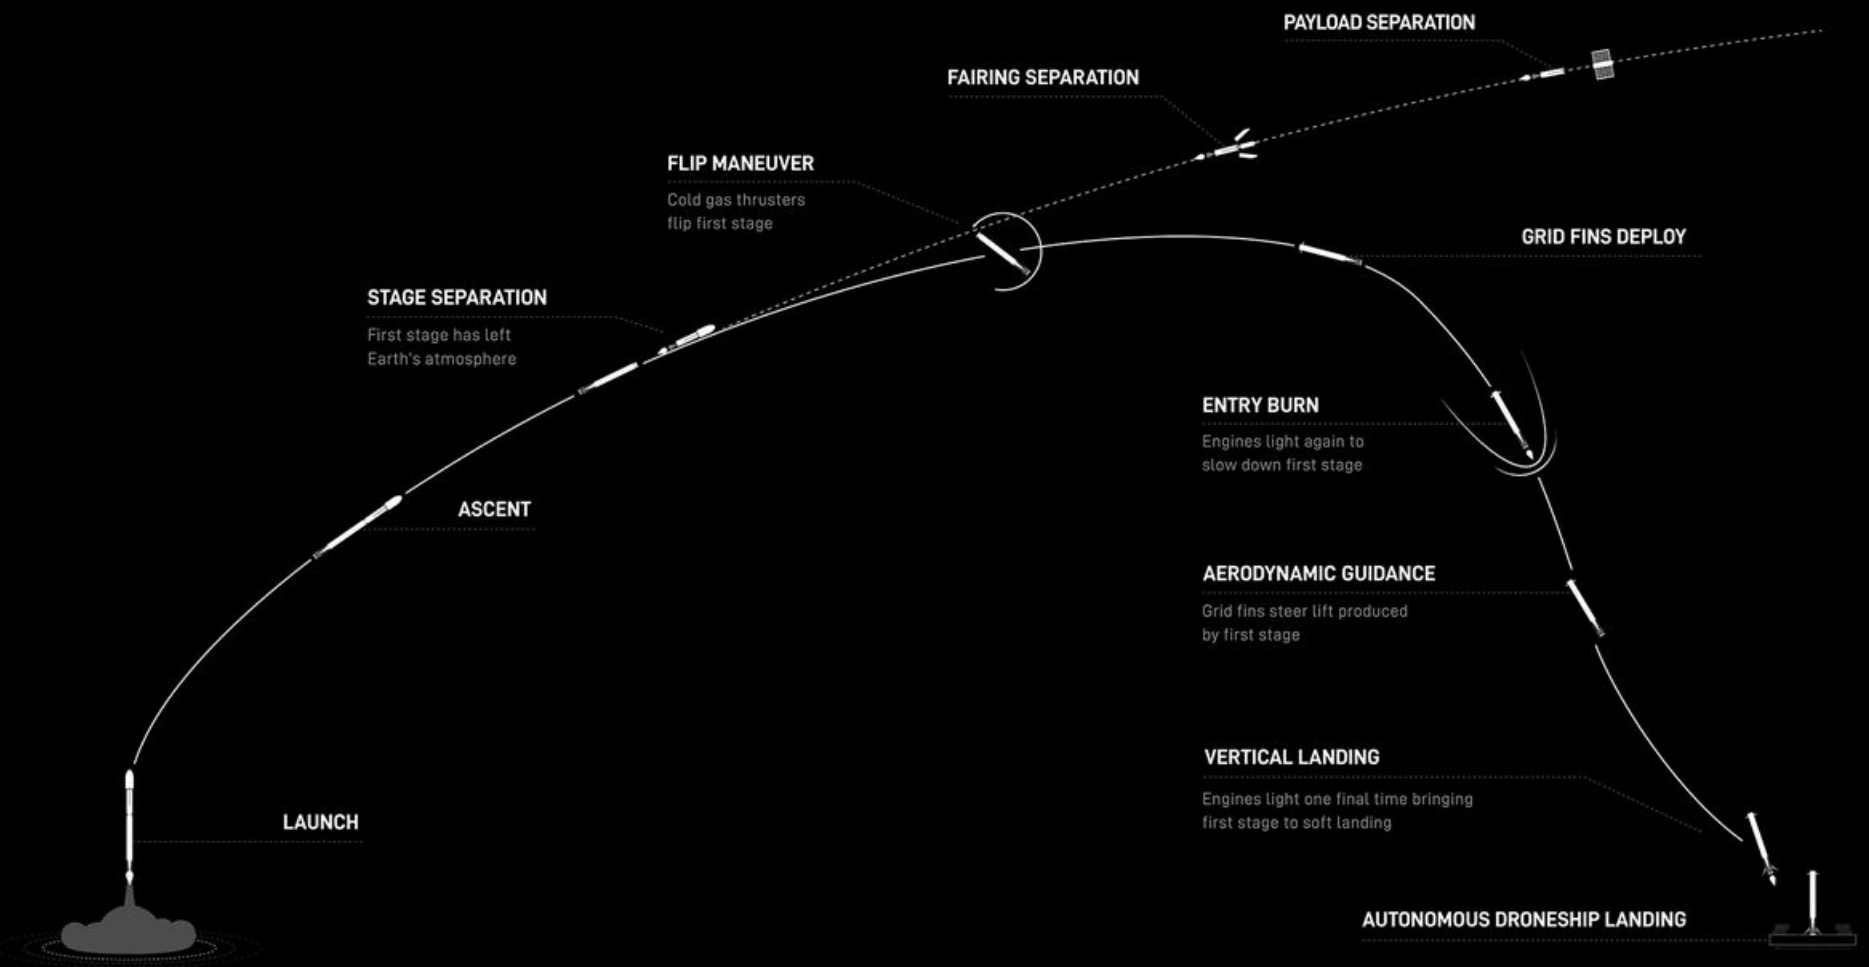 PAYLOAD SEPARATION
FAIRING SEPARATION
FLIP MANEUVER
Cold gas thrusters
flip first stage
GRID FINS DEPLOY
STAGE SEPARATION
First stage has left
Earth's atmosphere
ENTRY BURN
Engines light again to
slow down first stage
ASCENT
AERODYNAMIC GUIDANCE
Grid fins steer lift produced
by first stage
VERTICAL LANDING
Engines light one final time bringing
first stage to soft landing
LAUNCH
AUTONOMOUS DRONESHIP LANDING